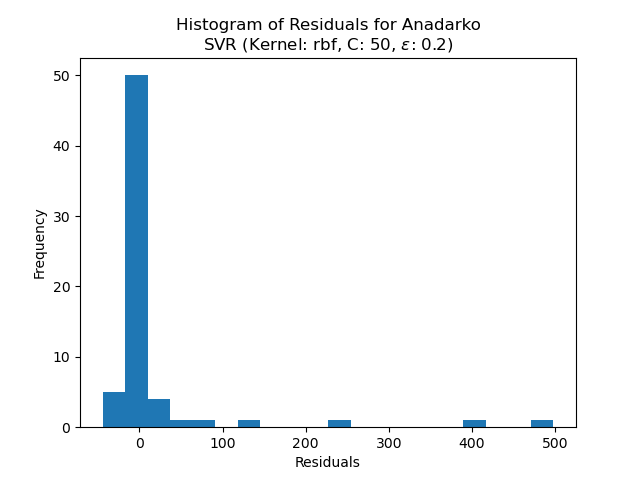 Histogram of Residuals for Anadarko
SVR (Kernel: rbf, C: 50, ε: 0.2)
50
40
30
20
10
0
Frequency
0 100 200 300 400 500
Residuals